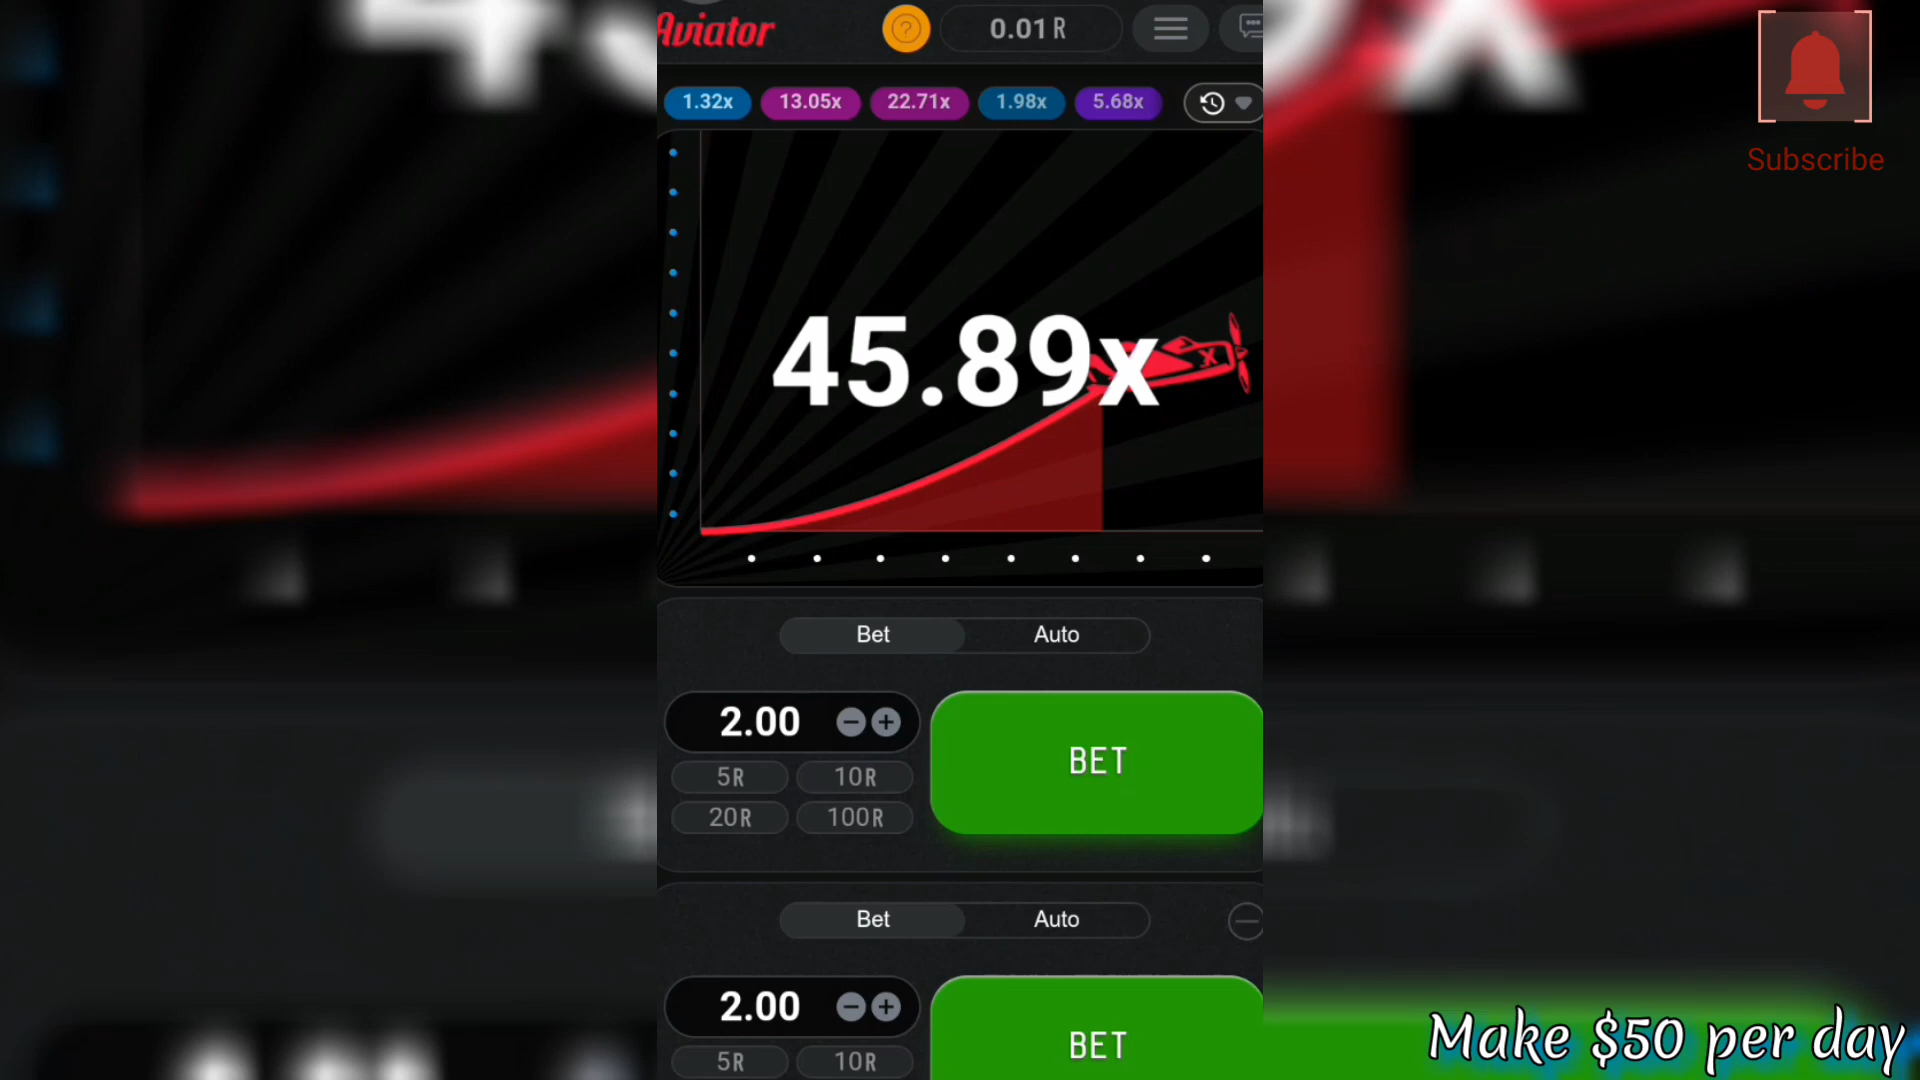 Aviator
?
0.01 R
1.32x 13.05x 22.71x 1.98x 5.68x
45.89x
X
Bet Auto
2.00
5R 10R
20R 100R
BET
Bet Auto
2.00
5R 10R
BET
Subscribe
Make $50 per day